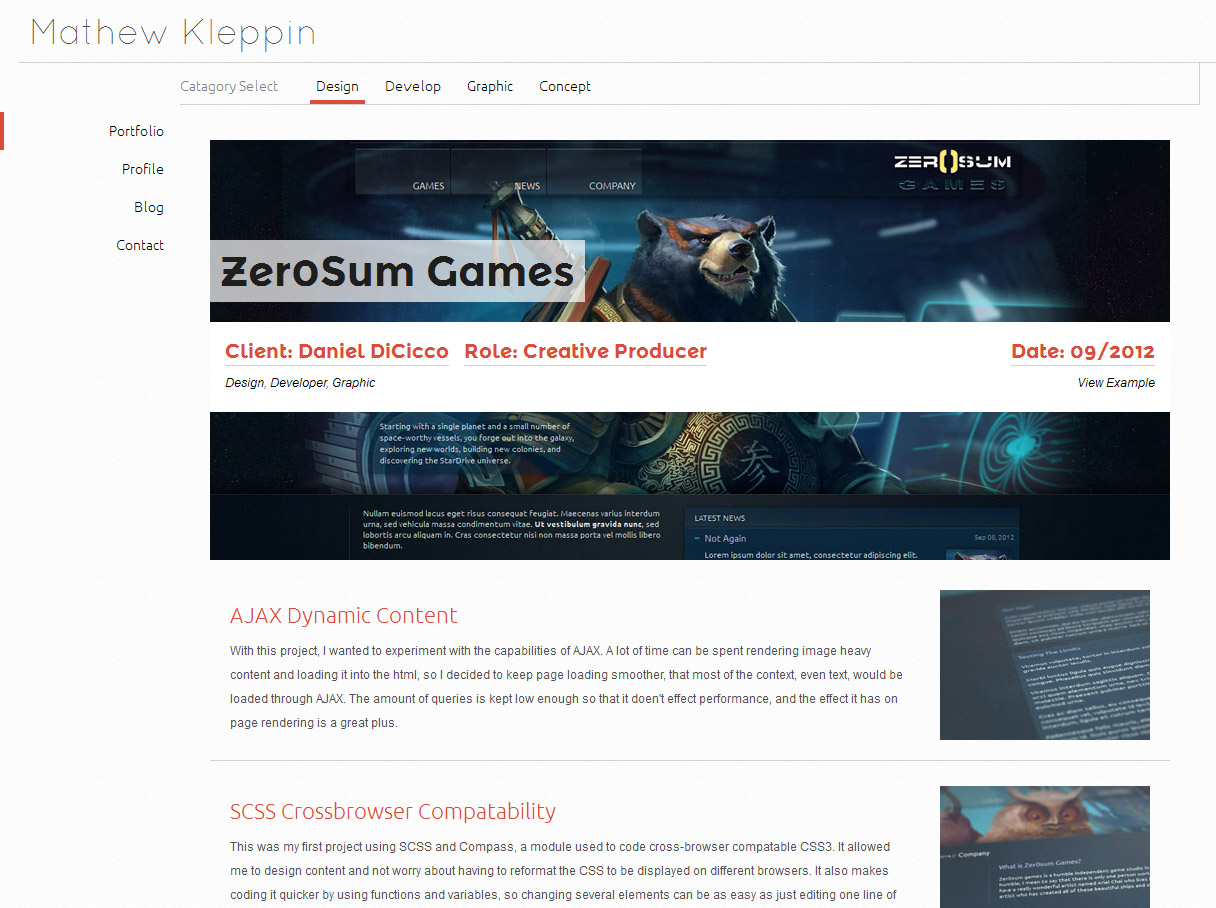 Mathew Kleppin
Catagory Select Design Develop Graphic Concept
Portfolio
Profile
Blog
Contact
GAMES NEWS COMPANY
ZEROSUM
GAMES
ZerOSum Games
Client: Daniel DiCicco Role: Creative Producer Date: 09/2012
Design, Developer, Graphic View Example
Starting with a single planet and a small number of
space-worthy vessels, you forge out into the galaxy,
exploring new worlds, building new colonies, and
discovering the StarDrive universe.
Nullam euismod lacus eget risus consequat feugiat. Maecenas varius interdum
urna, sed vehicula massa condimentum vitae. Ut vestibulum gravida nunc, sed
lobortis arcu aliquam in. Cras consectetur nisi non massa porta vel mollis libero
bibendum.
LATEST NEWS
Not Again Sep 08, 2012
Lorem ipsum dolor sit amet, consectetur adipiscing elit.
AJAX Dynamic Content
With this project, I wanted to experiment with the capabilities of AJAX. A lot of time can be spent rendering image heavy
content and loading it into the html, so I decided to keep page loading smoother, that most of the context, even text, would be
loaded through AJAX. The amount of queries is kept low enough so that it doen't effect performance, and the effect it has on
page rendering is a great plus.
Testing The Limits
SCSS Crossbrowser Compatability
This was my first project using SCSS and Compass, a module used to code cross-browser compatable CSS3. It allowed
me to design content and not worry about having to reformat the CSS to be displayed on different browsers. It also makes
coding it quicker by using functions and variables, so changing several elements can be as easy as just editing one line of
Company
What is Zer0sum Games?